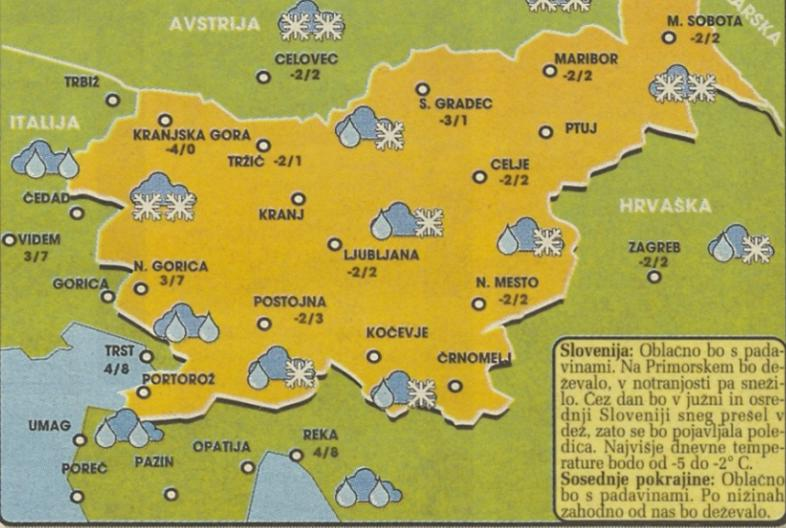 AVSTRIJA
M. SOBOTA
-2/2
CELOVEC
-2/2
MARIBOR
-2/2
TRBIŽ
S. GRADEC
-3/1
ITALIJA
KRANJSKA GORA
-4/0
PTUJ
TRŽIČ -2/1
CELJE
-2/2
ČEDAD
KRANJ
HRVAŠKA
VIDEM
3/7
LJUBLJANA
-2/2
ZAGREB
-2/2
N. GORICA
3/7
GORICA
N. MESTO
-2/2
POSTOJNA
-2/3
KOČEVJE
TRST
4/8
ČRNOMELJ
PORTOROŽ
UMAG
OPATIJA
REKA
4/8
POREČ
PAZIN
Slovenija: Oblačno bo s pada-
vinami. Na Primorskem bo de-
ževalo, v notranjosti pa sneži-
lo. Čez dan bo v južni in osre-
dnji Sloveniji sneg prešel v
dež, zato se bo pojavljala pole-
dica. Najvišje dnevne tempe-
rature bodo od -5 do -2° C.
Sosednje pokrajine: Oblačno
bo s padavinami. Po nižinah
zahodno od nas bo deževalo.